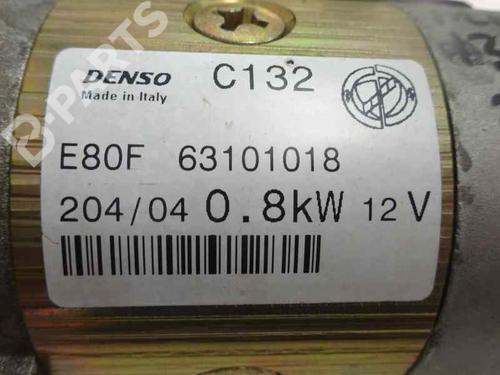 B-PARTS
DENSO C132
Made in Italy
E80F 63101018
204/04 0.8kW 12 V